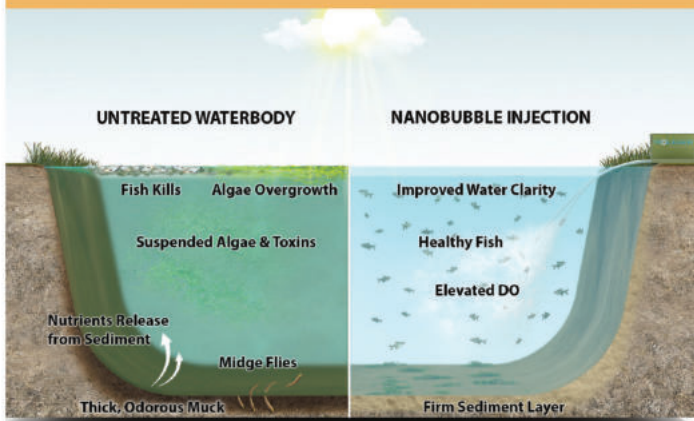 UNTREATED WATERBODY
NANOBUBBLE INJECTION
Fish Kills
Algae Overgrowth
Improved Water Clarity
Suspended Algae & Toxins
Healthy Fish
Elevated DO
Nutrients Release
from Sediment
Midge Flies
Thick, Odorous Muck
Firm Sediment Layer